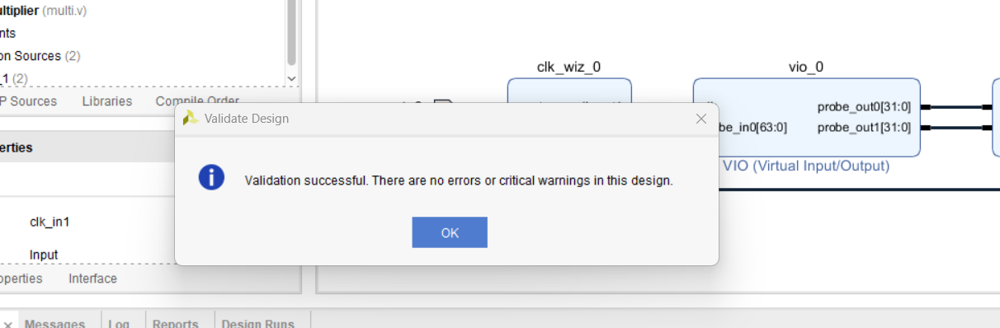 ultiplier (multi.v)
nts
on Sources (2)
_1 (2)
P Sources Libraries Compile Order
erties
clk_in1
Input
operties Interface
clk_wiz_0
vio_0
probe_out0[31:0]
be_in0[63:0] probe_out1[31:0]
VIO (Virtual Input/Output)
Validate Design
Validation successful. There are no errors or critical warnings in this design.
OK
Messages Log Reports Design Runs